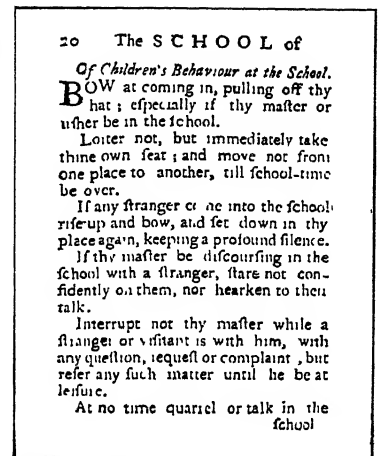 20 The SCHOOL of
Of Children's Behaviour at the School.
BOW at coming in, pulling off thy
hat ; eſpecially if thy maſter or
uſher be in the ſchool.
Loiter not, but immediately take
thine own ſeat ; and move not from
one place to another, till ſchool-time
be over.
If any ſtranger come into the ſchool
riſe up and bow, and ſet down in thy
place again, keeping a profound ſilence.
If thy maſter be diſcourſing in the
ſchool with a ſtranger, ſtare not con-
fidently on them, nor hearken to their
talk.
Interrupt not thy maſter while a
ſtranger or viſitant is with him, with
any queſtion, requeſt or complaint , but
refer any ſuch matter until he be at
leiſure.
At no time quarrel or talk in the
ſchool